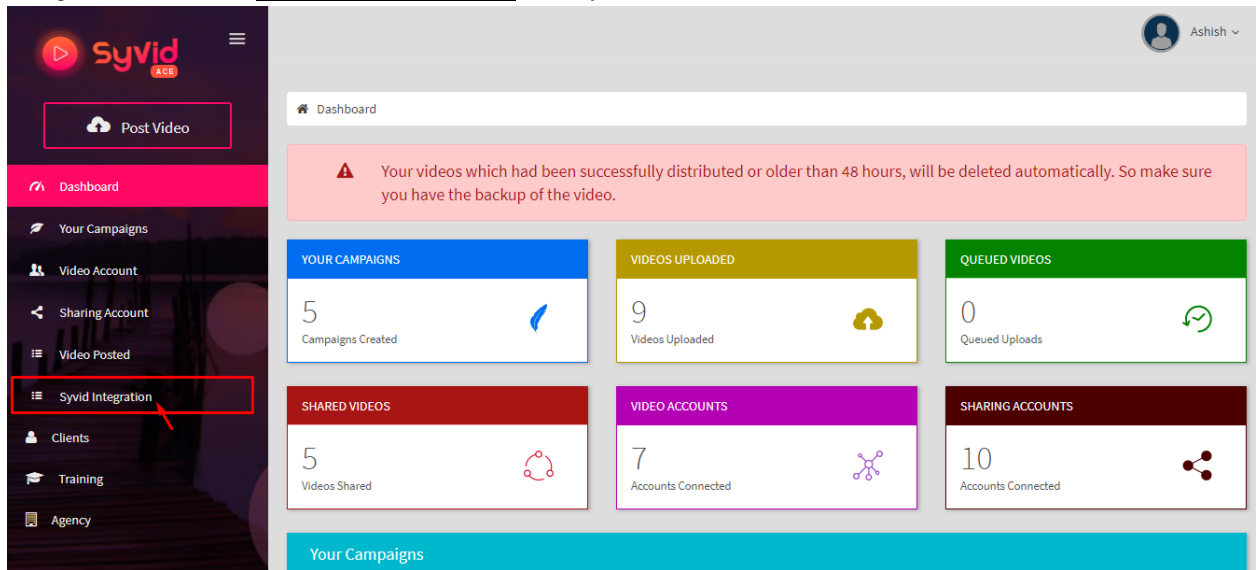 SyVid
ACE
Ashish
Post Video
Dashboard
Dashboard
Your Campaigns
Video Account
Sharing Account
Video Posted
Syvid Integration
Clients
Training
Agency
Your videos which had been successfully distributed or older than 48 hours, will be deleted automatically. So make sure
you have the backup of the video.
YOUR CAMPAIGNS
5
Campaigns Created
VIDEOS UPLOADED
9
Videos Uploaded
QUEUED VIDEOS
0
Queued Uploads
SHARED VIDEOS
5
Videos Shared
VIDEO ACCOUNTS
7
Accounts Connected
SHARING ACCOUNTS
10
Accounts Connected
Your Campaigns